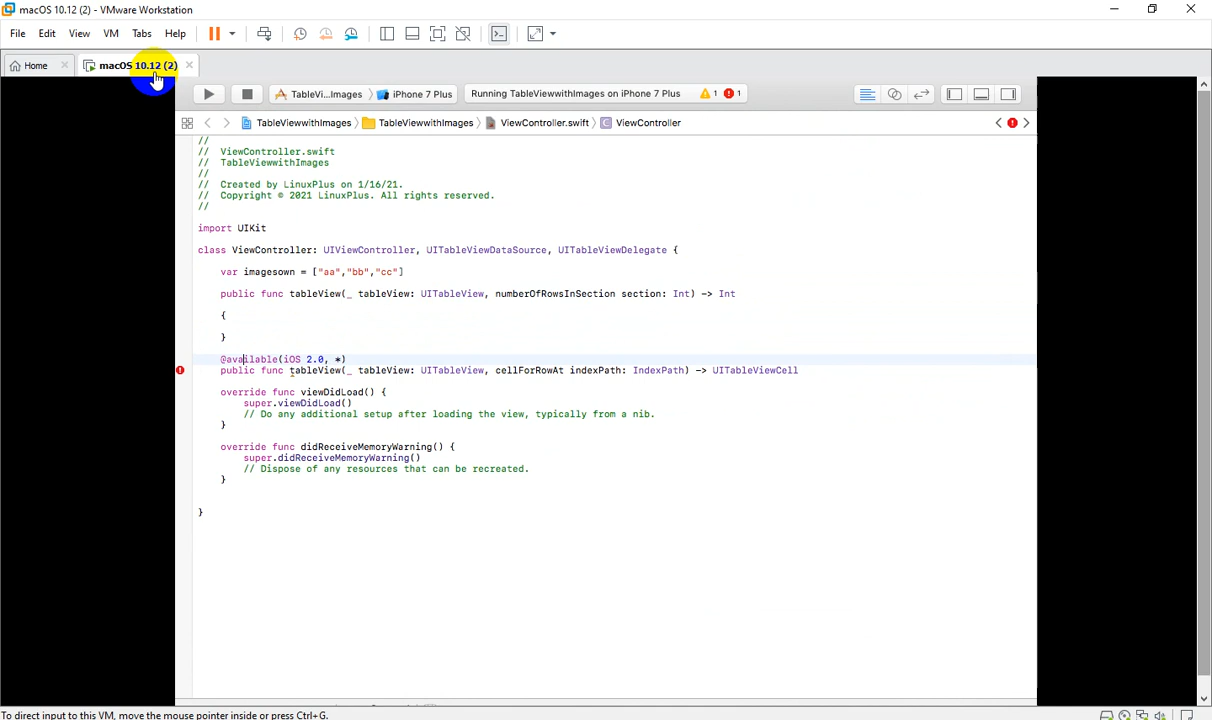 macOS 10.12 (2) - VMware Workstation
File Edit View VM Tabs Help
Home macOS 10.12 (2)
TableVi...Images iPhone 7 Plus Running TableViewwithImages on iPhone 7 Plus 1 1
TableViewwithImages TableViewwithImages ViewController.swift ViewController
//
// ViewController.swift
// TableViewwithImages
//
// Created by LinuxPlus on 1/16/21.
// Copyright © 2021 LinuxPlus. All rights reserved.
//
import UIKit
class ViewController: UIViewController, UITableViewDataSource, UITableViewDelegate {
var imagesown = ["aa","bb","cc"]
public func tableView(_ tableView: UITableView, numberOfRowsInSection section: Int) -> Int
{
}
@available(iOS 2.0, *)
public func tableView(_ tableView: UITableView, cellForRowAt indexPath: IndexPath) -> UITableViewCell
override func viewDidLoad() {
super.viewDidLoad()
// Do any additional setup after loading the view, typically from a nib.
}
override func didReceiveMemoryWarning() {
super.didReceiveMemoryWarning()
// Dispose of any resources that can be recreated.
}
}
To direct input to this VM, move the mouse pointer inside or press Ctrl+G.